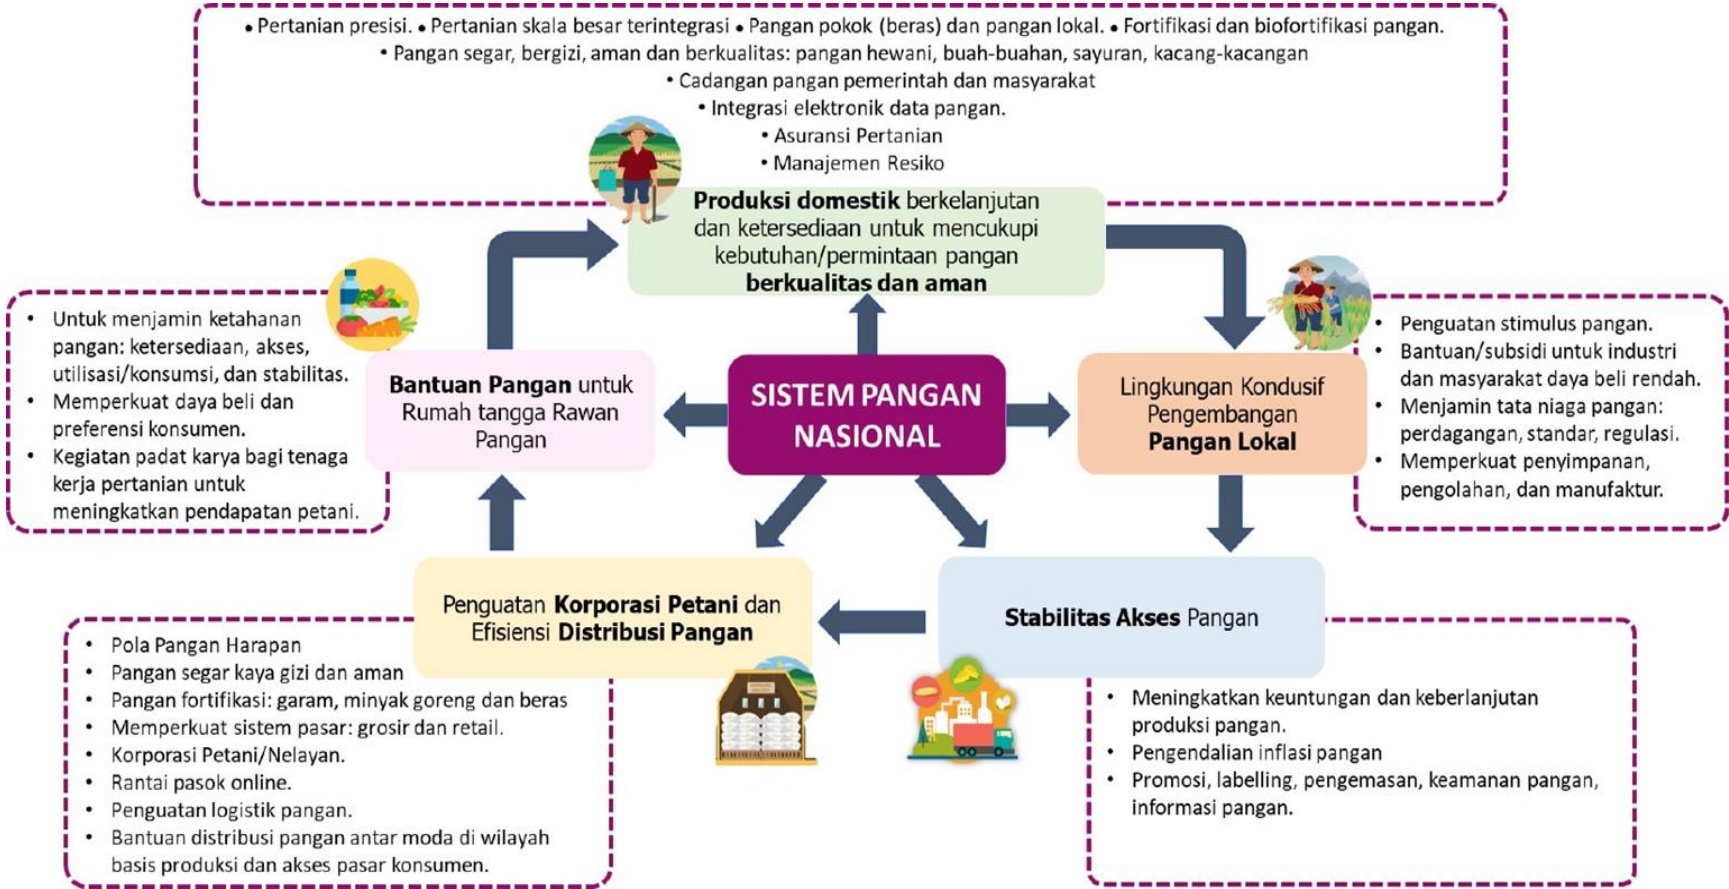 • Pertanian presisi. • Pertanian skala besar terintegrasi • Pangan pokok (beras) dan pangan lokal. • Fortifikasi dan biofortifikasi pangan.
• Pangan segar, bergizi, aman dan berkualitas: pangan hewani, buah-buahan, sayuran, kacang-kacangan
• Cadangan pangan pemerintah dan masyarakat
• Integrasi elektronik data pangan.
• Asuransi Pertanian
• Manajemen Resiko
Produksi domestik berkelanjutan
dan ketersediaan untuk mencukupi
kebutuhan/permintaan pangan
berkualitas dan aman
• Untuk menjamin ketahanan
pangan: ketersediaan, akses,
utilisasi/konsumsi, dan stabilitas.
• Memperkuat daya beli dan
preferensi konsumen.
• Kegiatan padat karya bagi tenaga
kerja pertanian untuk
meningkatkan pendapatan petani.
Bantuan Pangan untuk
Rumah tangga Rawan
Pangan
SISTEM PANGAN
NASIONAL
Lingkungan Kondusif
Pengembangan
Pangan Lokal
• Penguatan stimulus pangan.
• Bantuan/subsidi untuk industri
dan masyarakat daya beli rendah.
• Menjamin tata niaga pangan:
perdagangan, standar, regulasi.
• Memperkuat penyimpanan,
pengolahan, dan manufaktur.
Penguatan Korporasi Petani dan
Efisiensi Distribusi Pangan
Stabilitas Akses Pangan
• Pola Pangan Harapan
• Pangan segar kaya gizi dan aman
• Pangan fortifikasi: garam, minyak goreng dan beras
• Memperkuat sistem pasar: grosir dan retail.
• Korporasi Petani/Nelayan.
• Rantai pasok online.
• Penguatan logistik pangan.
• Bantuan distribusi pangan antar moda di wilayah
basis produksi dan akses pasar konsumen.
• Meningkatkan keuntungan dan keberlanjutan
produksi pangan.
• Pengendalian inflasi pangan
• Promosi, labelling, pengemasan, keamanan pangan,
informasi pangan.